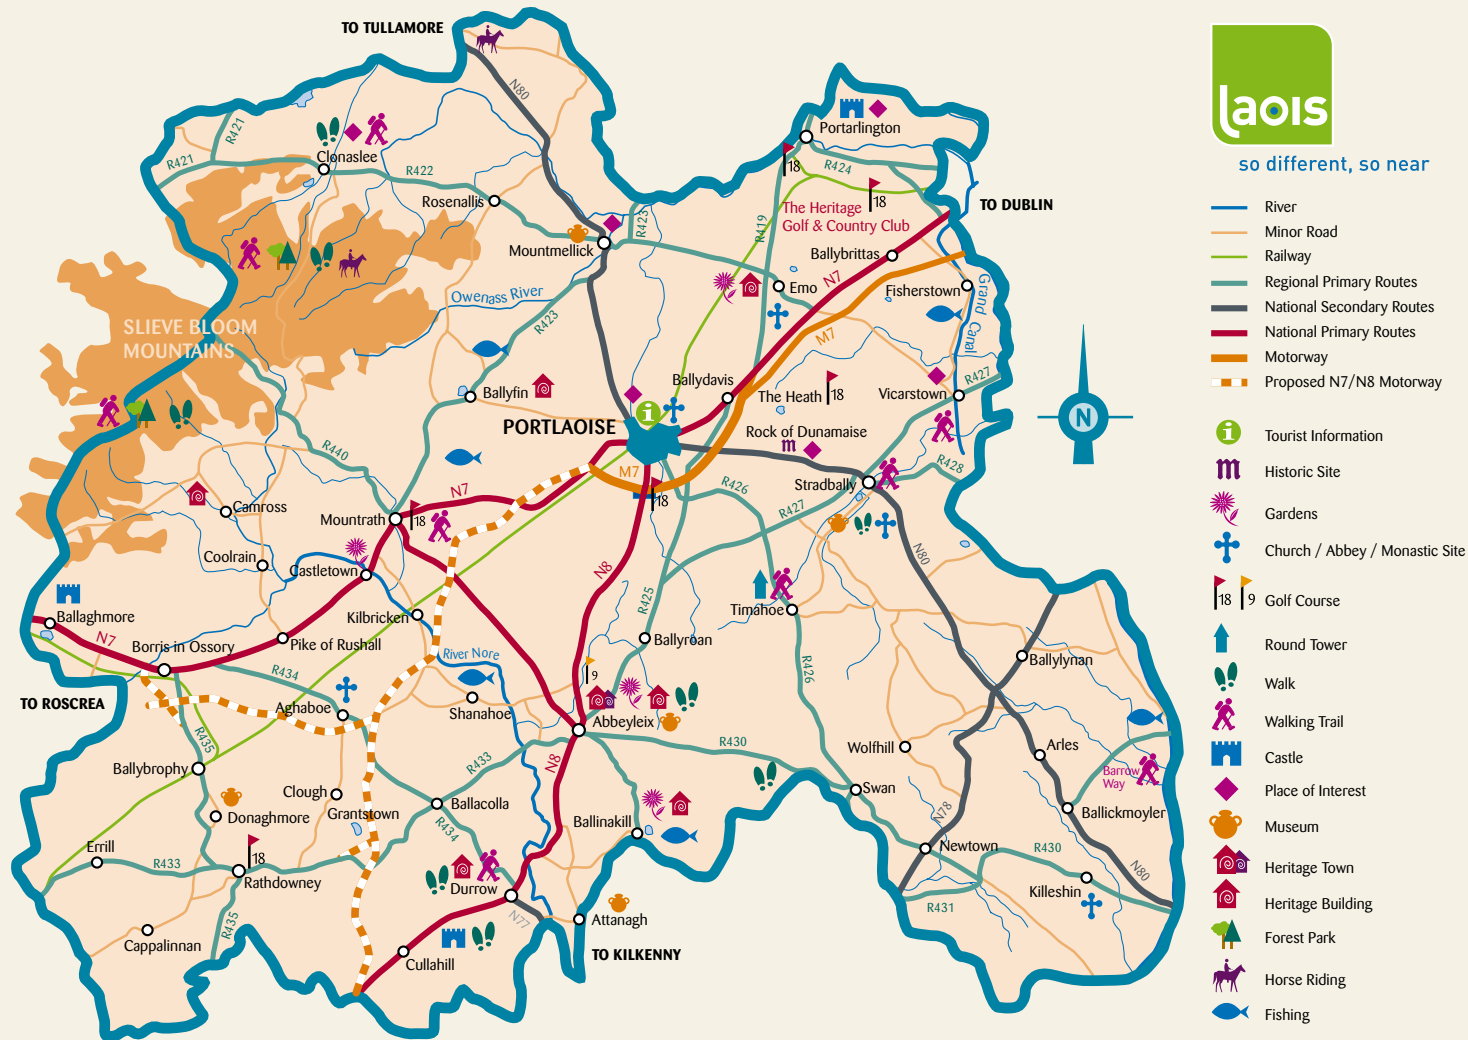 TO TULLAMORE
N80
R421
R421
Clonaslee
R422
Rosenallis
Mountmellick
R423
Portarlington
18
R424
18
The Heritage
Golf & Country Club
R419
TO DUBLIN
Ballybrittas
N7
Emo
Fisherstown
Grand Canal
M7
Owenass River
R423
SLIEVE BLOOM
MOUNTAINS
Ballyfin
Ballydavis
The Heath
18
Vicarstown
R427
PORTLAOISE
Rock of Dunamaise
R440
M7
R426
Stradbally
R428
R427
N7
18
18
Camross
Mountrath
Coolrain
Castletown
N80
N8
Ballaghmore
Kilbricken
R425
Timahoe
N7
Borris in Ossory
Pike of Rushall
Ballyroan
River Nore
R426
Ballylynan
R434
9
TO ROSCREA
Aghaboe
Shanahoe
Abbeyleix
R435
R430
Wolfhill
Arles
R433
N8
Ballybrophy
Barrow
Way
Clough
Ballacolla
Swan
Ballickmoyler
Donaghmore
Grantstown
R434
Ballinakill
N78
Errill
Newtown
R430
R433
18
Rathdowney
N80
Killeshin
Durrow
R431
R435
N77
Attanagh
Cappalinnan
Cullahill
TO KILKENNY
N
laois
so different, so near
River
Minor Road
Railway
Regional Primary Routes
National Secondary Routes
National Primary Routes
Motorway
Proposed N7/N8 Motorway
i
Tourist Information
Historic Site
Gardens
Church / Abbey / Monastic Site
18 9 Golf Course
Round Tower
Walk
Walking Trail
Castle
Place of Interest
Museum
Heritage Town
Heritage Building
Forest Park
Horse Riding
Fishing